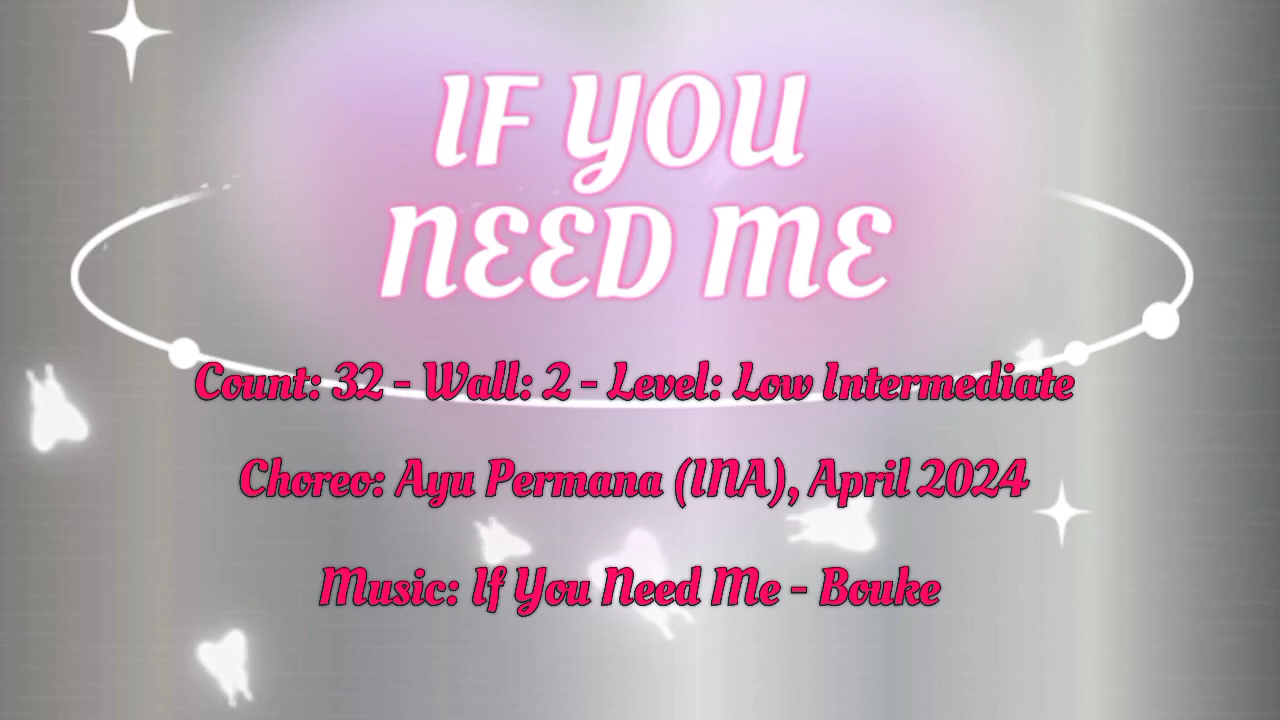 IF YOU
NEED ME
Count: 32 - Wall: 2 - Level: Low Intermediate
Choreo: Ayu Permana (INA), April 2024
Music: If You Need Me - Bouke